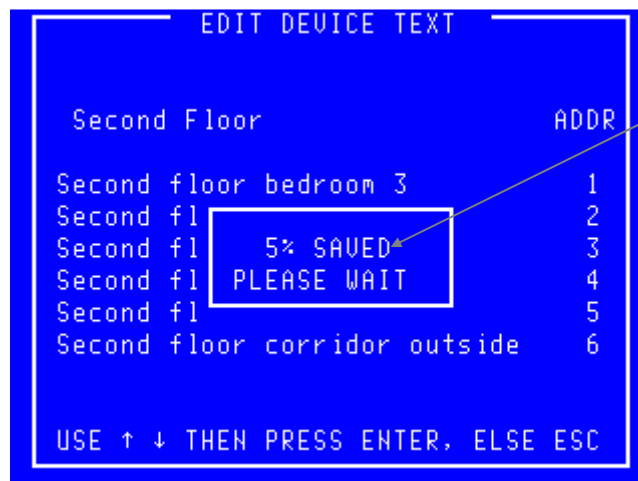 EDIT DEVICE TEXT
Second Floor ADDR
Second floor bedroom 3 1
Second fl 2
Second fl 5% SAVED 3
Second fl PLEASE WAIT 4
Second fl 5
Second floor corridor outside 6
USE ↑ ↓ THEN PRESS ENTER, ELSE ESC